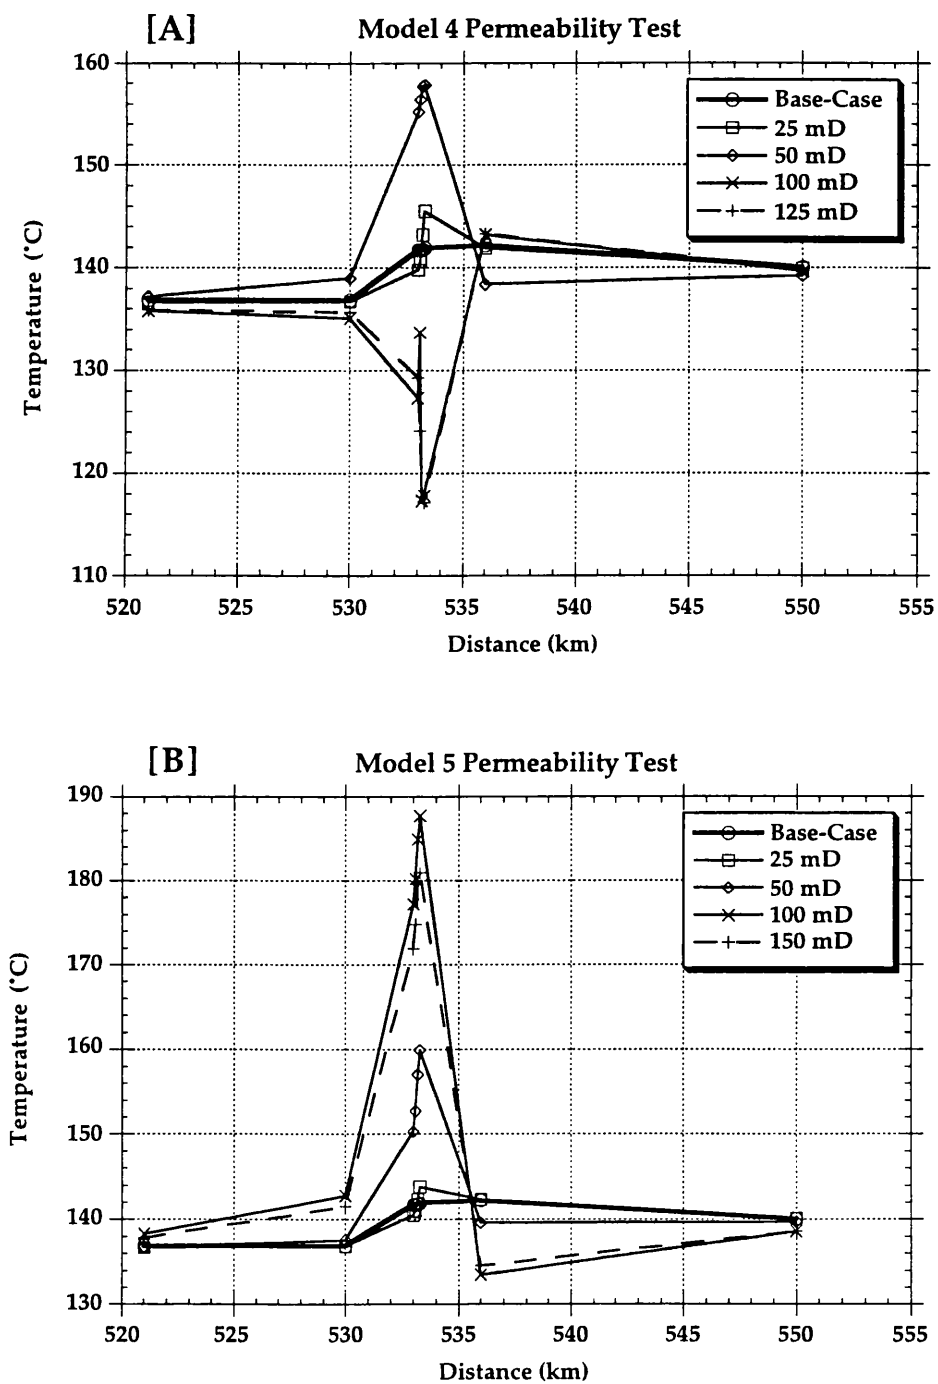 [A] Model 4 Permeability Test
160
150
140
130
120
110
Temperature (°C)
Base-Case
25 mD
50 mD
100 mD
125 mD
520 525 530 535 540 545 550 555
Distance (km)
[B] Model 5 Permeability Test
190
180
170
160
150
140
130
Temperature (°C)
Base-Case
25 mD
50 mD
100 mD
150 mD
520 525 530 535 540 545 550 555
Distance (km)